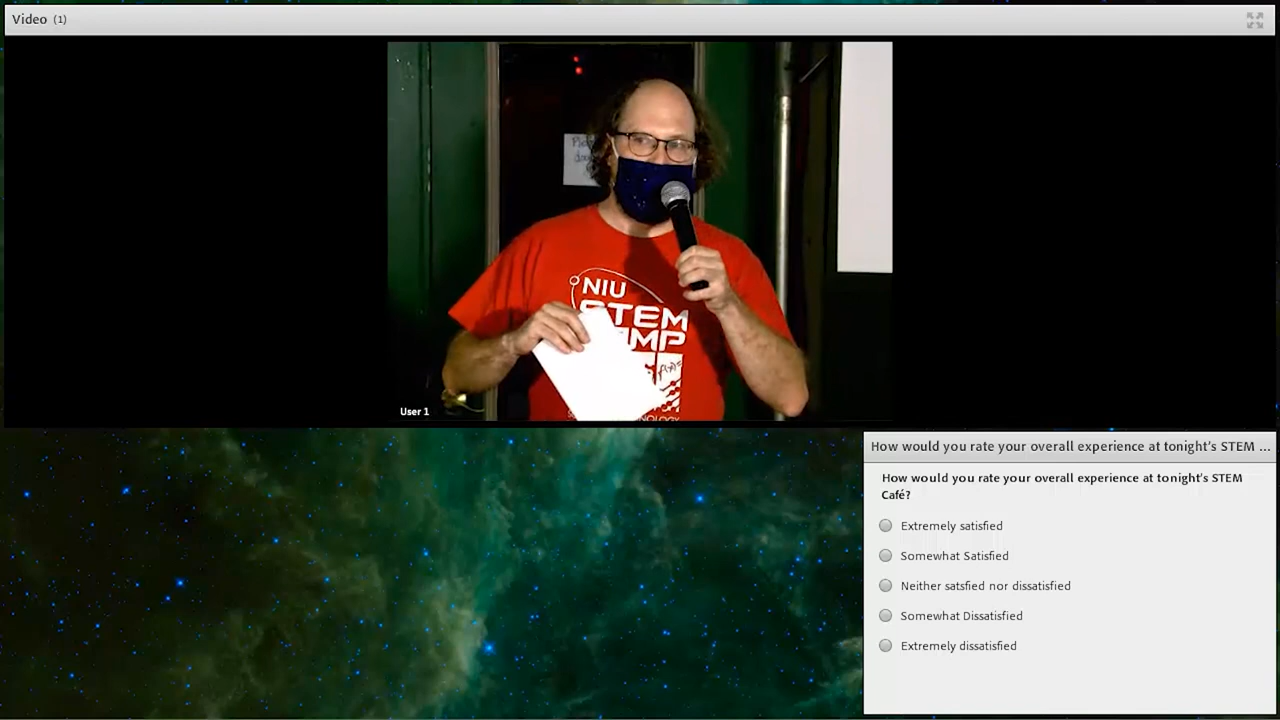 Video (1)
NIU
STEM
MP
User 1
How would you rate your overall experience at tonight's STEM ...
How would you rate your overall experience at tonight's STEM
Café?
Extremely satisfied
Somewhat Satisfied
Neither satsfied nor dissatisfied
Somewhat Dissatisfied
Extremely dissatisfied